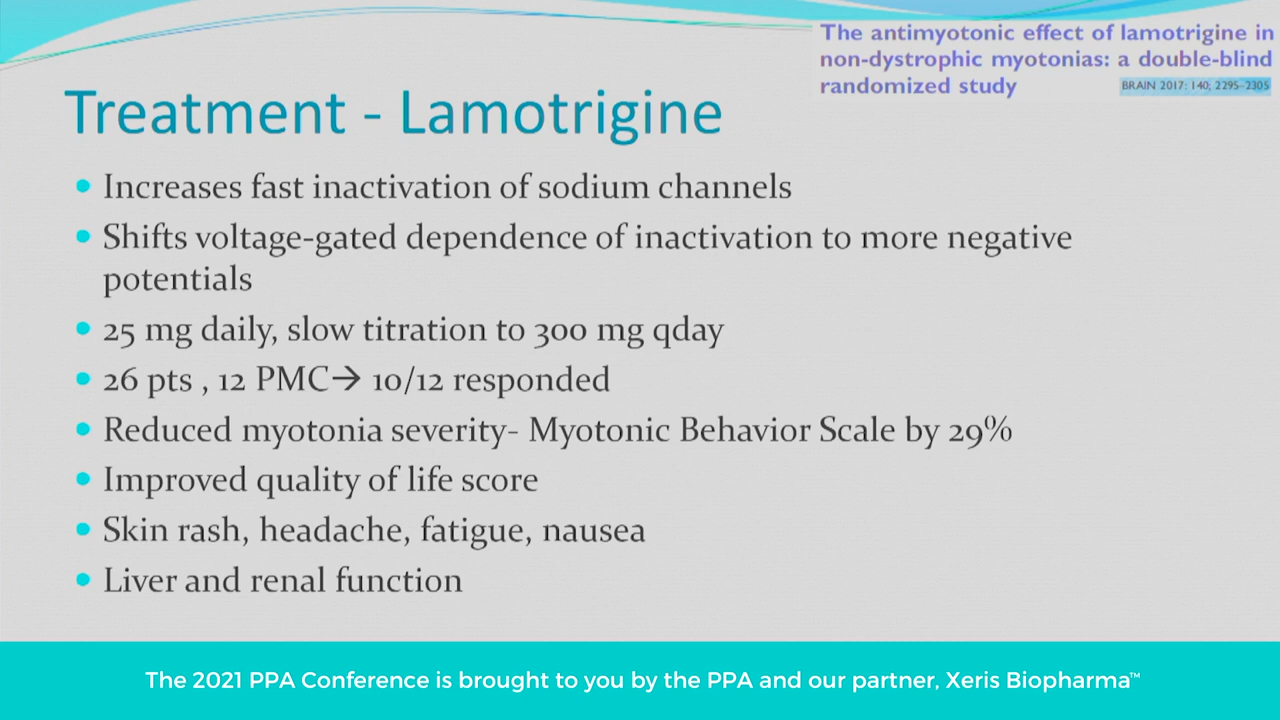 The antimyotonic effect of lamotrigine in
non-dystrophic myotonias: a double-blind
randomized study
BRAIN 2017: 140; 2295–2305
Treatment - Lamotrigine
• Increases fast inactivation of sodium channels
• Shifts voltage-gated dependence of inactivation to more negative
potentials
• 25 mg daily, slow titration to 300 mg qday
• 26 pts , 12 PMC→ 10/12 responded
• Reduced myotonia severity- Myotonic Behavior Scale by 29%
• Improved quality of life score
• Skin rash, headache, fatigue, nausea
• Liver and renal function
The 2021 PPA Conference is brought to you by the PPA and our partner, Xeris Biopharma™